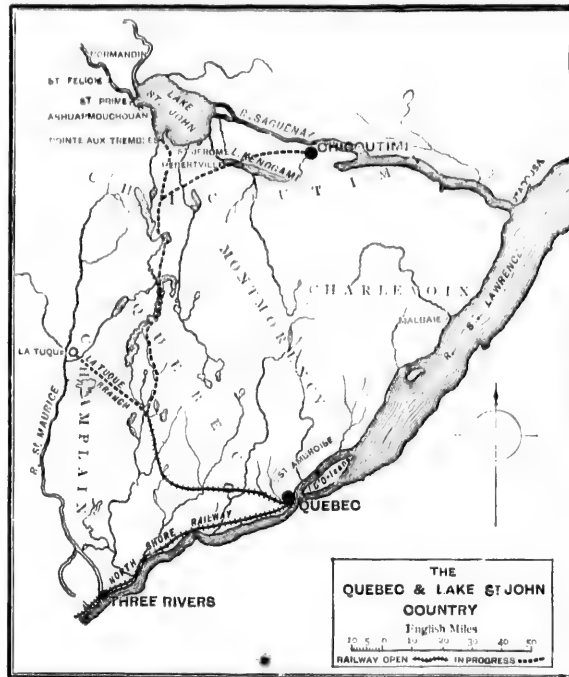 NORMANDIN
ST FELICIE
ST PRIME
ASHUAPMOUCHOUAN
POINTE AUX TREMBLES
LAKE
ST JOHN
R. SAGUENAY
ST JEROME
HEBERTVILLE
L. KENOGAMI
CHICOUTIMI
CHICOUTIMI
TADOUSA
MONTMORENCY
CHARLEVOIX
MALBAIE
R. ST. LAWRENCE
QUEBEC
LA TUQUE
LA TUQUE
BRANCH
CHAMPLAIN
R. ST. MAURICE
ST AMBROISE
I. d'Orleans
QUEBEC
NORTH SHORE RAILWAY
THREE RIVERS
THE
QUEBEC & LAKE ST JOHN
COUNTRY
English Miles
10 5 0 10 20 30 40 50
RAILWAY OPEN IN PROGRESS